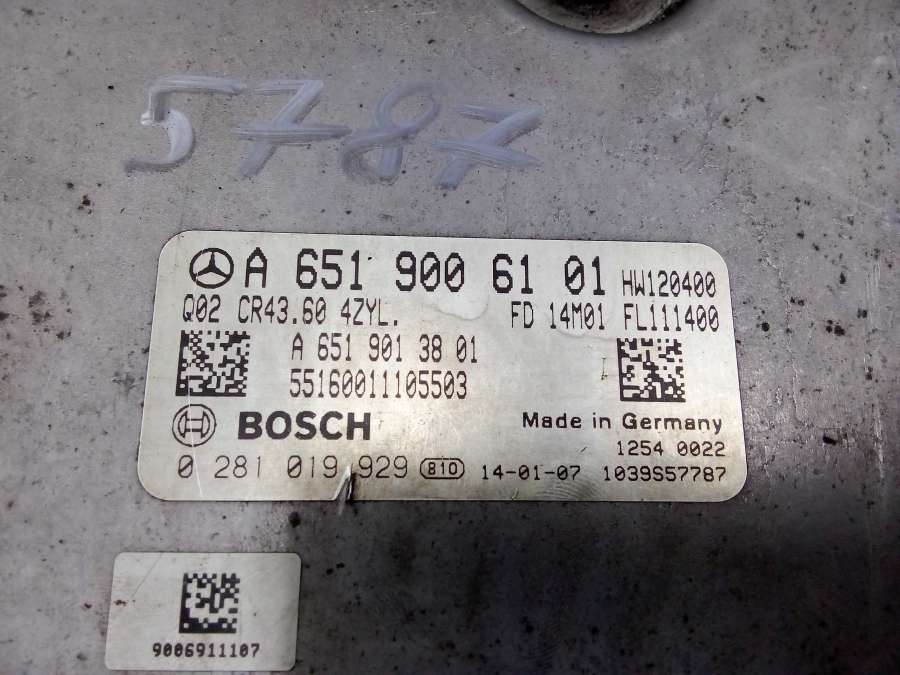 5787
A 651 900 61 01 HW120400
Q02 CR43.60 4ZYL. FD 14M01 FL111400
A 651 901 38 01
55160011105503
BOSCH Made in Germany
1254 0022
0 281 019 929 B10 14-01-07 1039S57787
9006911107